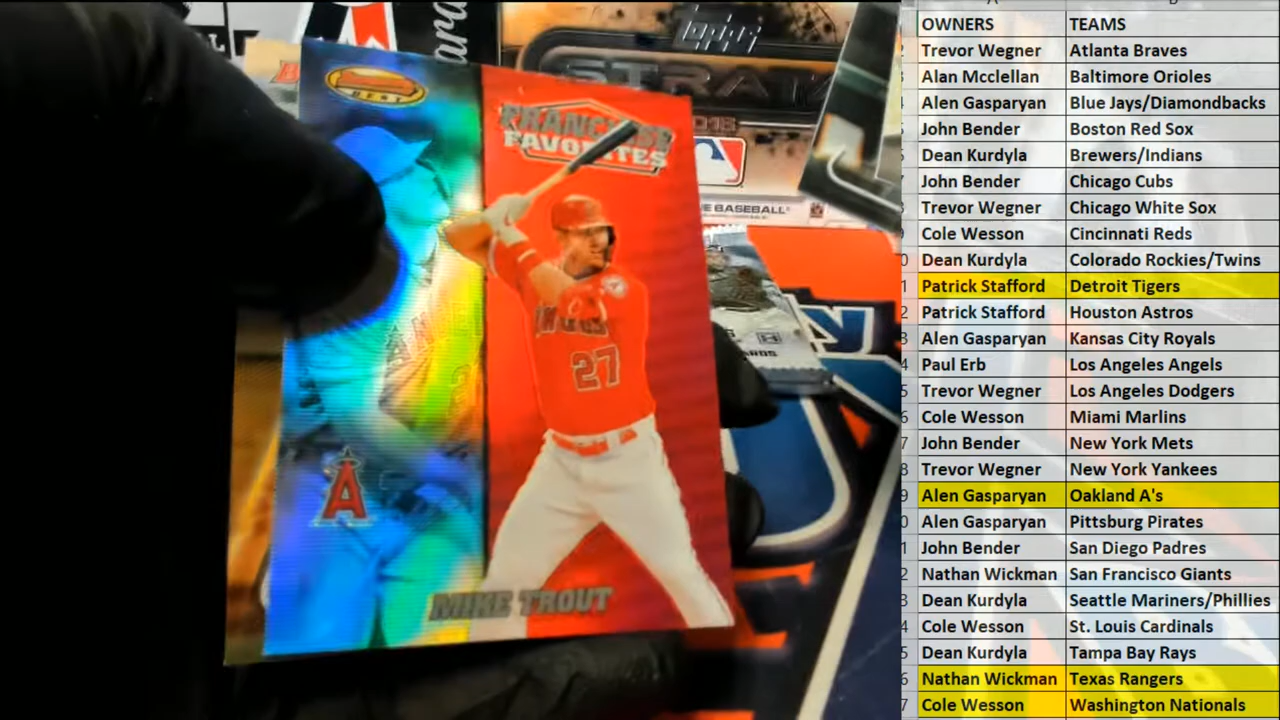 BEST
FRANCHISE
FAVORITES
27
A
MIKE TROUT
Topps
STRATA
2016
E BASEBALL
OWNERS TEAMS
Trevor Wegner Atlanta Braves
Alan Mcclellan Baltimore Orioles
Alen Gasparyan Blue Jays/Diamondbacks
John Bender Boston Red Sox
Dean Kurdyla Brewers/Indians
John Bender Chicago Cubs
Trevor Wegner Chicago White Sox
Cole Wesson Cincinnati Reds
Dean Kurdyla Colorado Rockies/Twins
Patrick Stafford Detroit Tigers
Patrick Stafford Houston Astros
Alen Gasparyan Kansas City Royals
Paul Erb Los Angeles Angels
Trevor Wegner Los Angeles Dodgers
Cole Wesson Miami Marlins
John Bender New York Mets
Trevor Wegner New York Yankees
Alen Gasparyan Oakland A's
Alen Gasparyan Pittsburg Pirates
John Bender San Diego Padres
Nathan Wickman San Francisco Giants
Dean Kurdyla Seattle Mariners/Phillies
Cole Wesson St. Louis Cardinals
Dean Kurdyla Tampa Bay Rays
Nathan Wickman Texas Rangers
Cole Wesson Washington Nationals